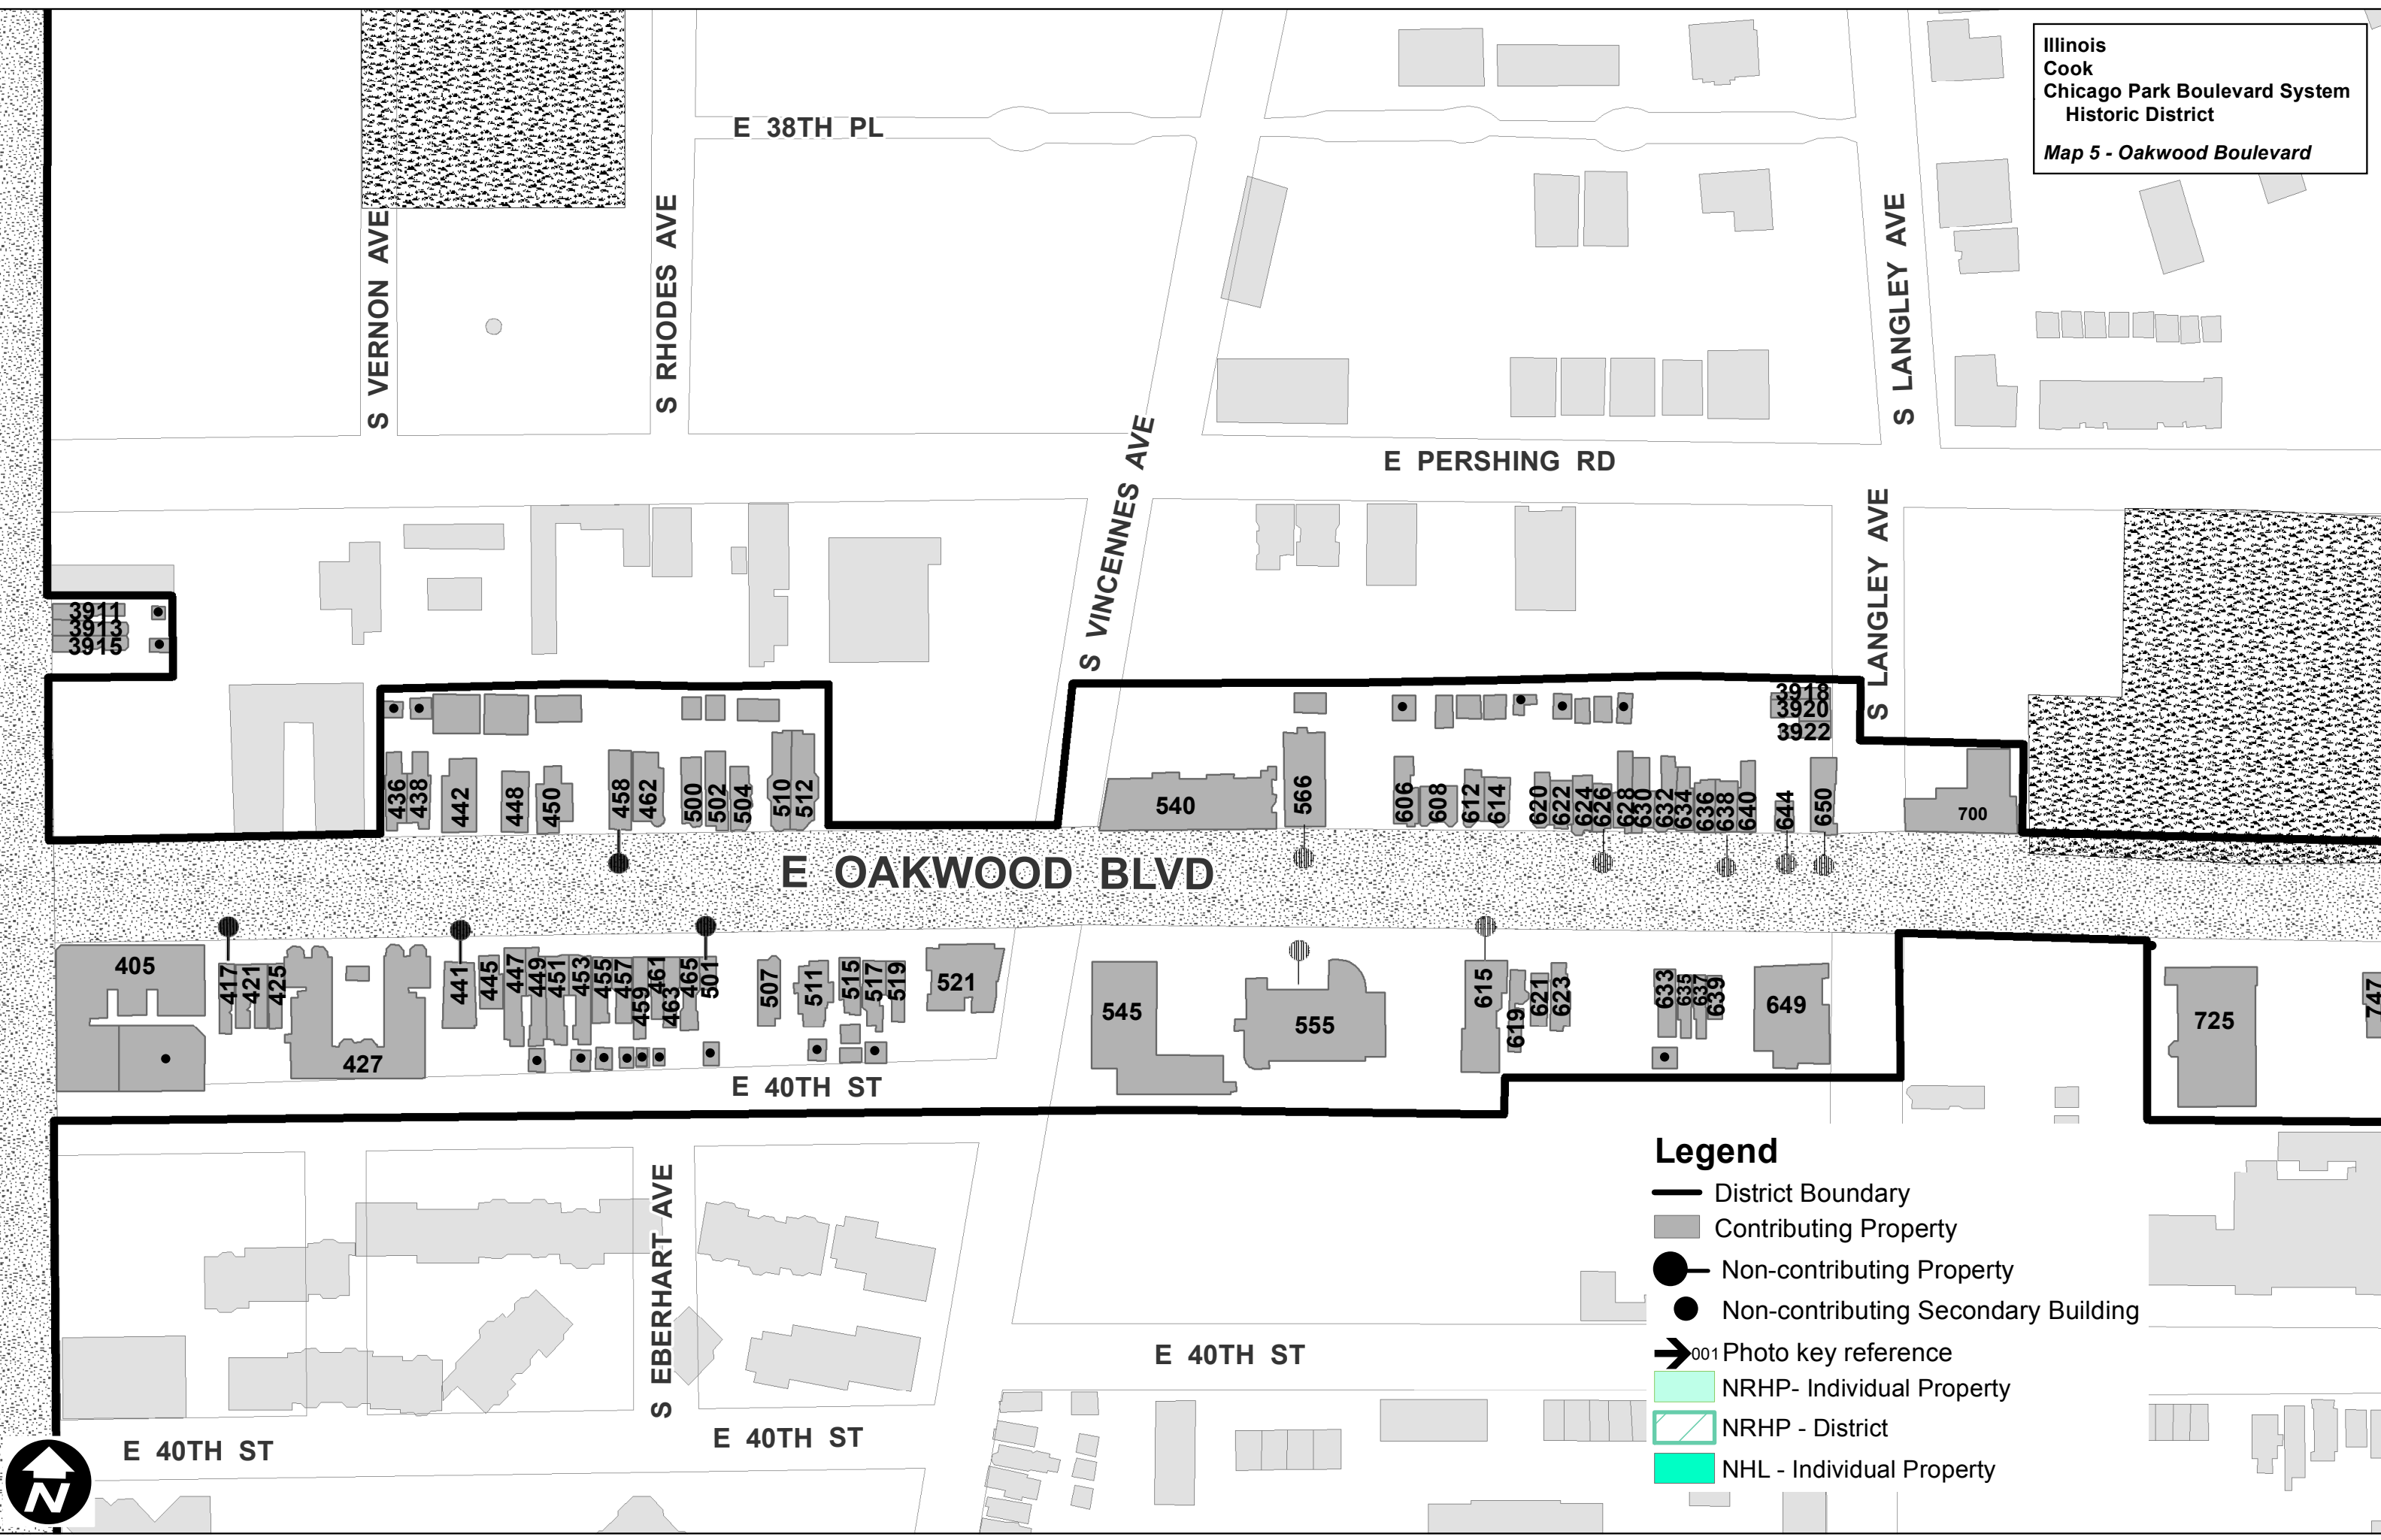 Illinois
Cook
Chicago Park Boulevard System
Historic District
Map 5 - Oakwood Boulevard
E 38TH PL
S VERNON AVE
S RHODES AVE
S LANGLEY AVE
S VINCENNES AVE
E PERSHING RD
S LANGLEY AVE
3911
3913
3915
3918
3920
3922
436
438
442
448
450
458
462
500
502
504
510
512
540
566
606
608
612
614
620
622
624
626
628
630
632
634
636
638
640
644
650
700
E OAKWOOD BLVD
405
417
421
425
427
441
445
447
449
451
453
455
457
459
461
463
465
501
507
511
515
517
519
521
545
555
615
619
621
623
633
635
637
639
649
725
747
E 40TH ST
S EBERHART AVE
E 40TH ST
E 40TH ST
E 40TH ST
Legend
District Boundary
Contributing Property
Non-contributing Property
Non-contributing Secondary Building
001 Photo key reference
NRHP- Individual Property
NRHP - District
NHL - Individual Property
N